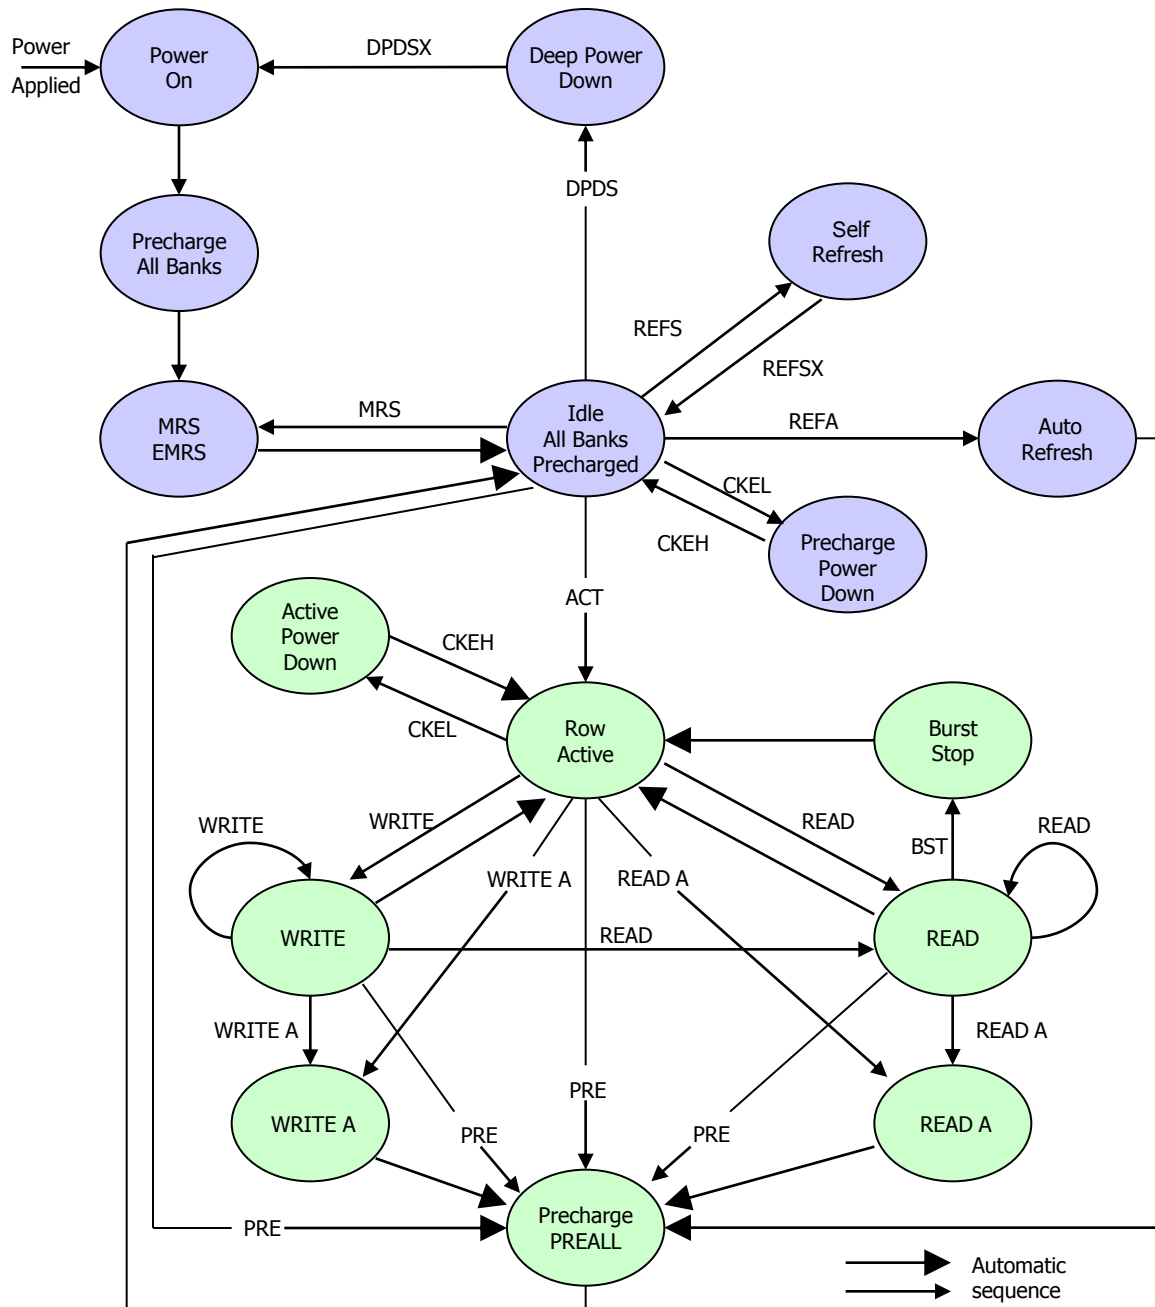 Power
Applied
Power
On
DPDSX
Deep Power
Down
DPDS
Precharge
All Banks
Self
Refresh
REFS
REFSX
MRS
EMRS
MRS
Idle
All Banks
Precharged
REFA
Auto
Refresh
CKEL
CKEH
Precharge
Power
Down
ACT
Active
Power
Down
CKEH
CKEL
Row
Active
Burst
Stop
WRITE
WRITE
READ
BST
READ
WRITE A
READ A
WRITE
READ
READ
WRITE A
READ A
PRE
WRITE A
PRE
PRE
READ A
PRE
Precharge
PREALL
Automatic
sequence